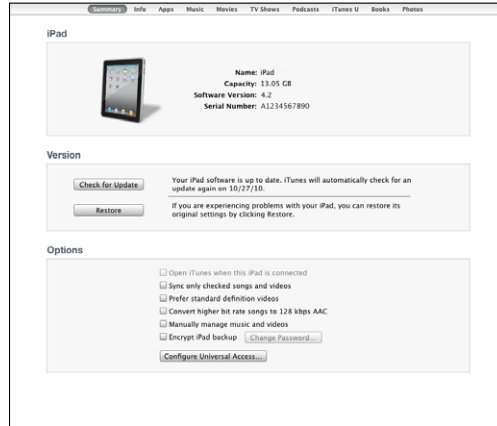 Summary Info Apps Music Movies TV Shows Podcasts iTunes U Books Photos
iPad
Name: iPad
Capacity: 13.05 GB
Software Version: 4.2
Serial Number: A1234567890
Version
Check for Update
Your iPad software is up to date. iTunes will automatically check for an
update again on 10/27/10.
Restore
If you are experiencing problems with your iPad, you can restore its
original settings by clicking Restore.
Options
Open iTunes when this iPad is connected
Sync only checked songs and videos
Prefer standard definition videos
Convert higher bit rate songs to 128 kbps AAC
Manually manage music and videos
Encrypt iPad backup Change Password...
Configure Universal Access...